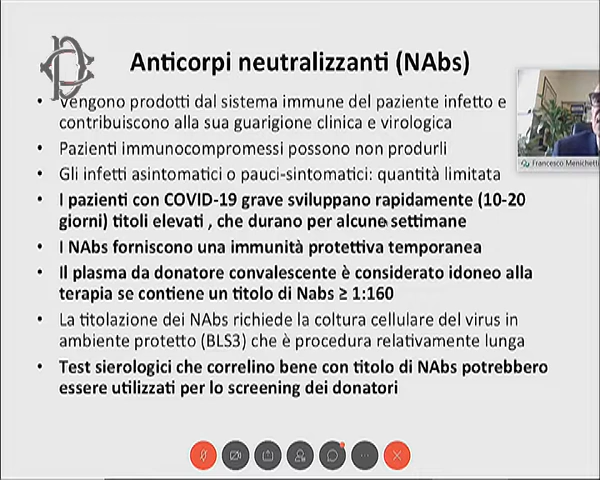 Anticorpi neutralizzanti (NAbs)
• Vengono prodotti dal sistema immune del paziente infetto e
contribuiscono alla sua guarigione clinica e virologica
• Pazienti immunocompromessi possono non produrli
• Gli infetti asintomatici o pauci-sintomatici: quantità limitata
• I pazienti con COVID-19 grave sviluppano rapidamente (10-20
giorni) titoli elevati , che durano per alcune settimane
• I NAbs forniscono una immunità protettiva temporanea
• Il plasma da donatore convalescente è considerato idoneo alla
terapia se contiene un titolo di Nabs ≥ 1:160
• La titolazione dei NAbs richiede la coltura cellulare del virus in
ambiente protetto (BLS3) che è procedura relativamente lunga
• Test sierologici che correlino bene con titolo di NAbs potrebbero
essere utilizzati per lo screening dei donatori
Francesco Menichetti